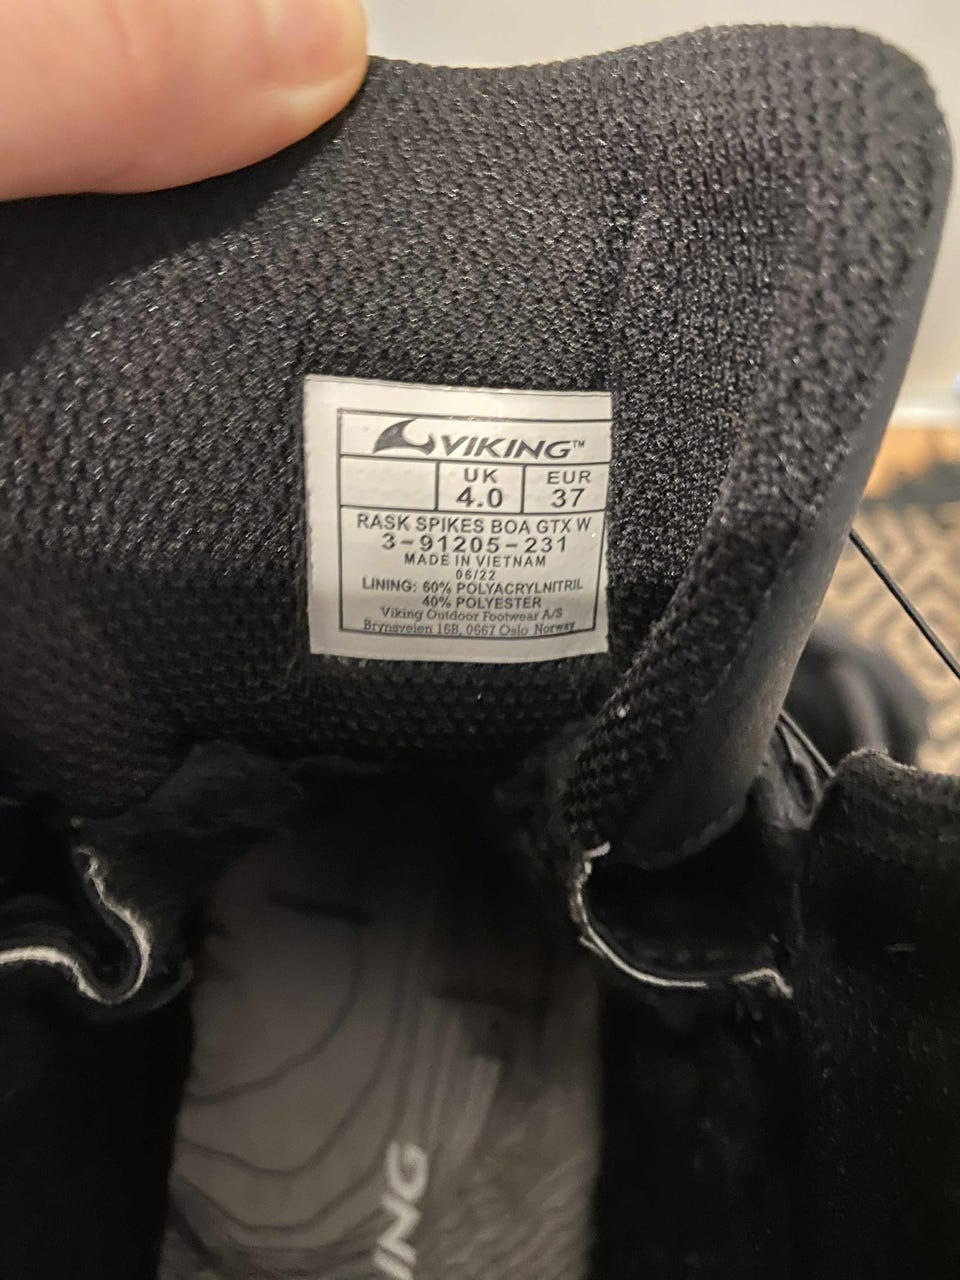 VIKING™
UK EUR
4.0 37
RASK SPIKES BOA GTX W
3-91205-231
MADE IN VIETNAM
06/22
LINING: 60% POLYACRYLNITRIL
40% POLYESTER
Viking Outdoor Footwear A/S
Brynsveien 16B, 0667 Oslo Norway
ING